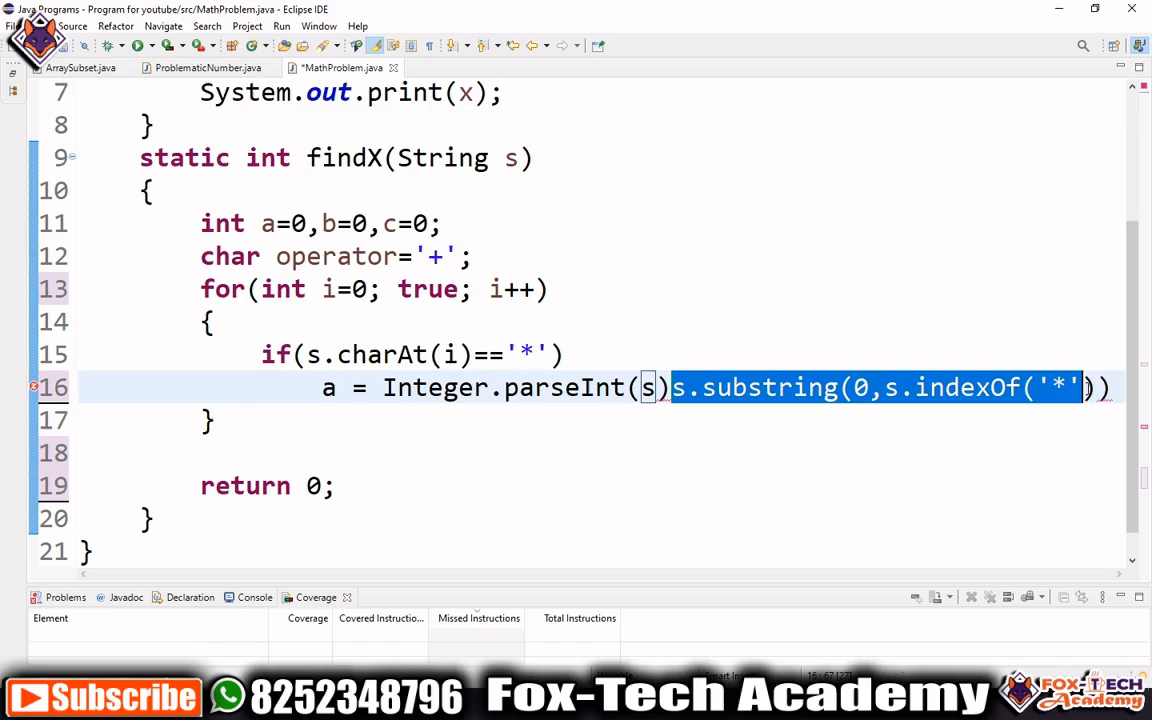 Java Programs - Program for youtube/src/MathProblem.java - Eclipse IDE
Source Refactor Navigate Search Project Run Window Help
ArraySubset.java ProblematicNumber.java *MathProblem.java
7 System.out.print(x);
8 }
9 static int findX(String s)
10 {
11 int a=0,b=0,c=0;
12 char operator='+';
13 for(int i=0; true; i++)
14 {
15 if(s.charAt(i)=='*')
16 a = Integer.parseInt(s)s.substring(0,s.indexOf('*'))
17 }
18
19 return 0;
20 }
21 }
Problems Javadoc Declaration Console Coverage
Element Coverage Covered Instructio... Missed Instructions Total Instructions
Subscribe 8252348796 Fox-Tech Academy FOX-TECH
Academy